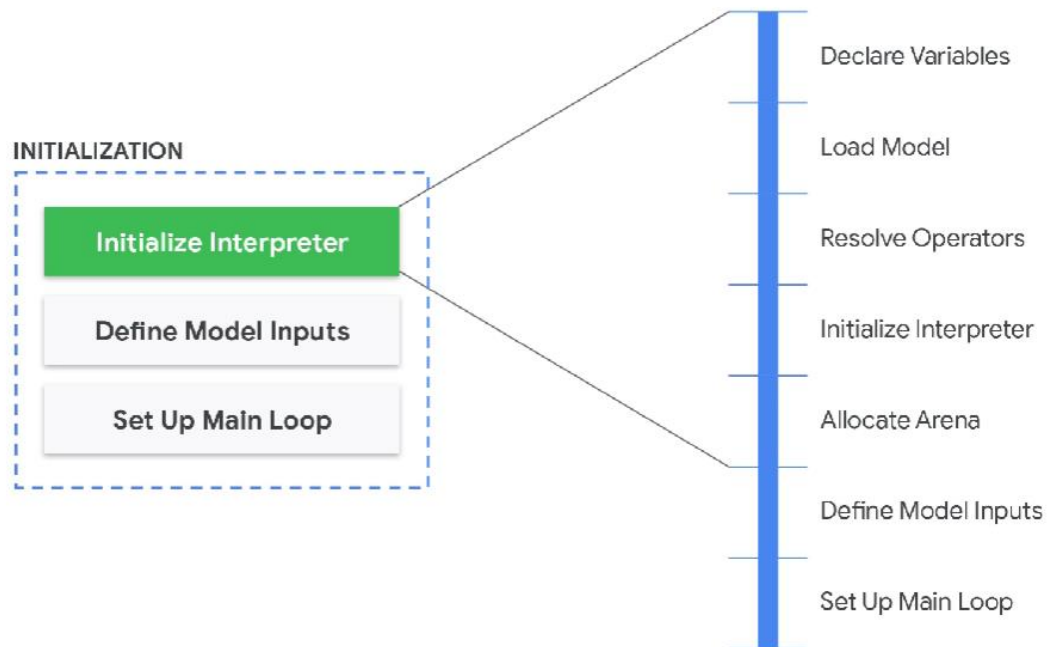 INITIALIZATION
Initialize Interpreter
Define Model Inputs
Set Up Main Loop
Declare Variables
Load Model
Resolve Operators
Initialize Interpreter
Allocate Arena
Define Model Inputs
Set Up Main Loop